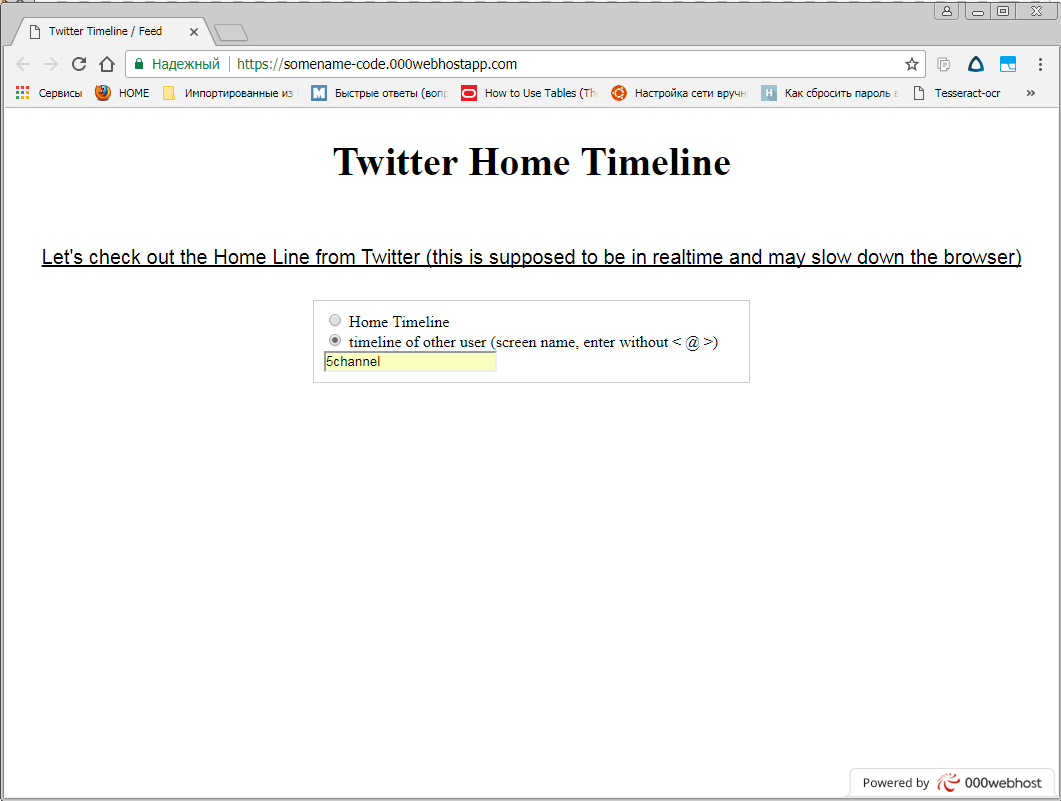 Twitter Timeline / Feed
Надежный
https://somename-code.000webhostapp.com
Сервисы
HOME
Импортированные из
Быстрые ответы (вопр
How to Use Tables (Th
Настройка сети вручн
Как сбросить пароль в
Tesseract-ocr
»
Twitter Home Timeline
Let's check out the Home Line from Twitter (this is supposed to be in realtime and may slow down the browser)
Home Timeline
timeline of other user (screen name, enter without < @ >)
5channel
Powered by 000webhost